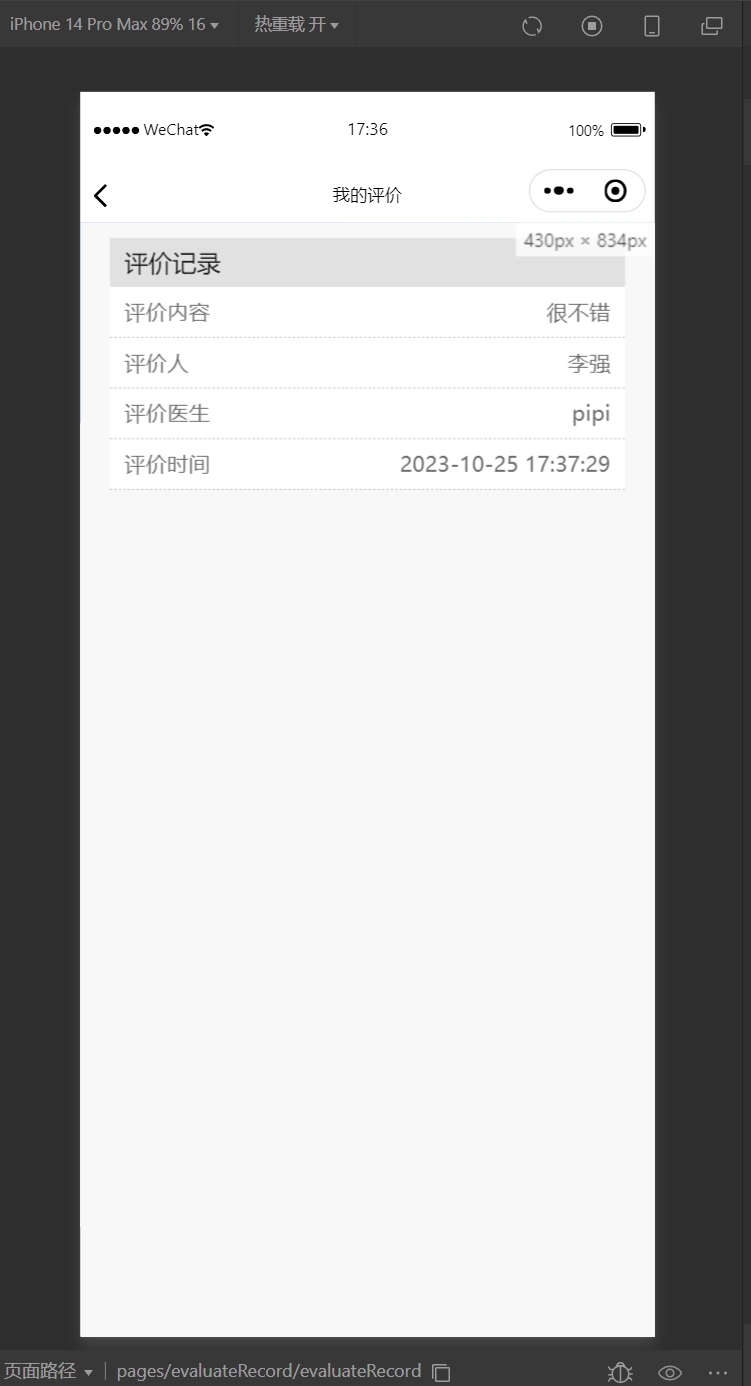 iPhone 14 Pro Max 89% 16 热重载 开
WeChat 17:36 100%
我的评价
430px × 834px
评价记录
评价内容 很不错
评价人 李强
评价医生 pipi
评价时间 2023-10-25 17:37:29
页面路径 pages/evaluateRecord/evaluateRecord